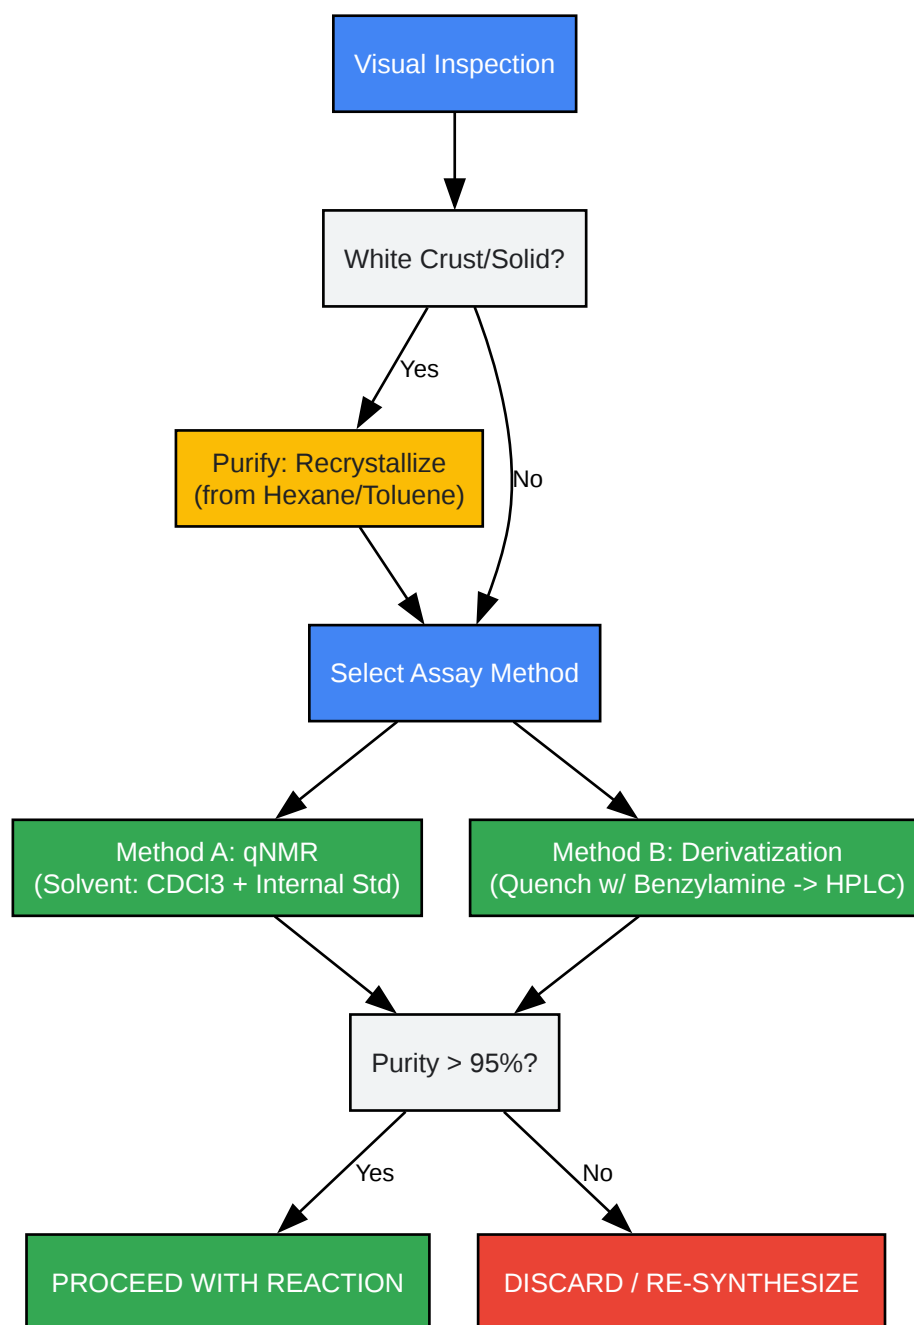 Visual Inspection
White Crust/Solid?
Yes
Purify: Recrystallize
(from Hexane/Toluene)
No
Select Assay Method
Method A: qNMR
(Solvent: CDCl3 + Internal Std)
Method B: Derivatization
(Quench w/ Benzylamine -> HPLC)
Purity > 95%?
Yes
No
PROCEED WITH REACTION
DISCARD / RE-SYNTHESIZE